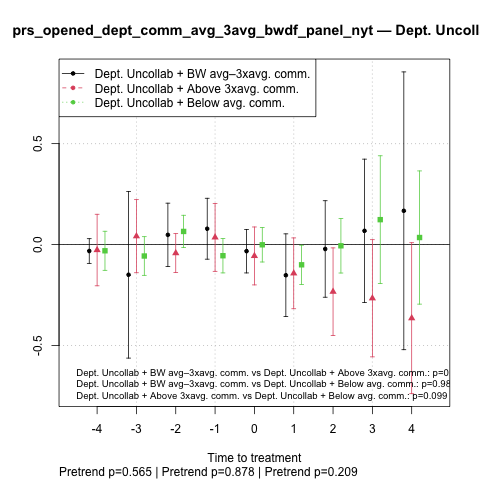 prs_opened_dept_comm_avg_3avg_bwdf_panel_nyt — Dept. Uncoll
Dept. Uncollab + BW avg–3xavg. comm.
Dept. Uncollab + Above 3xavg. comm.
Dept. Uncollab + Below avg. comm.
0.5
0.0
-0.5
Dept. Uncollab + BW avg–3xavg. comm. vs Dept. Uncollab + Above 3xavg. comm.: p=0
Dept. Uncollab + BW avg–3xavg. comm. vs Dept. Uncollab + Below avg. comm.: p=0.98
Dept. Uncollab + Above 3xavg. comm. vs Dept. Uncollab + Below avg. comm.: p=0.099
-4 -3 -2 -1 0 1 2 3 4
Time to treatment
Pretrend p=0.565 | Pretrend p=0.878 | Pretrend p=0.209